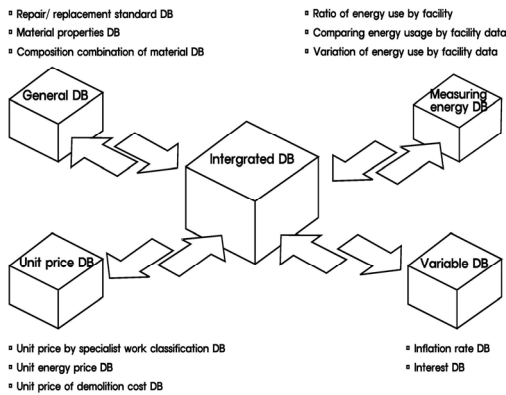 ▫ Repair/ replacement standard DB
▫ Material properties DB
▫ Composition combination of material DB
▫ Ratio of energy use by facility
▫ Comparing energy usage by facility data
▫ Variation of energy use by facility data
General DB
Measuring
energy DB
Intergrated DB
Unit price DB
Variable DB
▫ Unit price by specialist work classification DB
▫ Unit energy price DB
▫ Unit price of demolition cost DB
▫ Inflation rate DB
▫ Interest DB